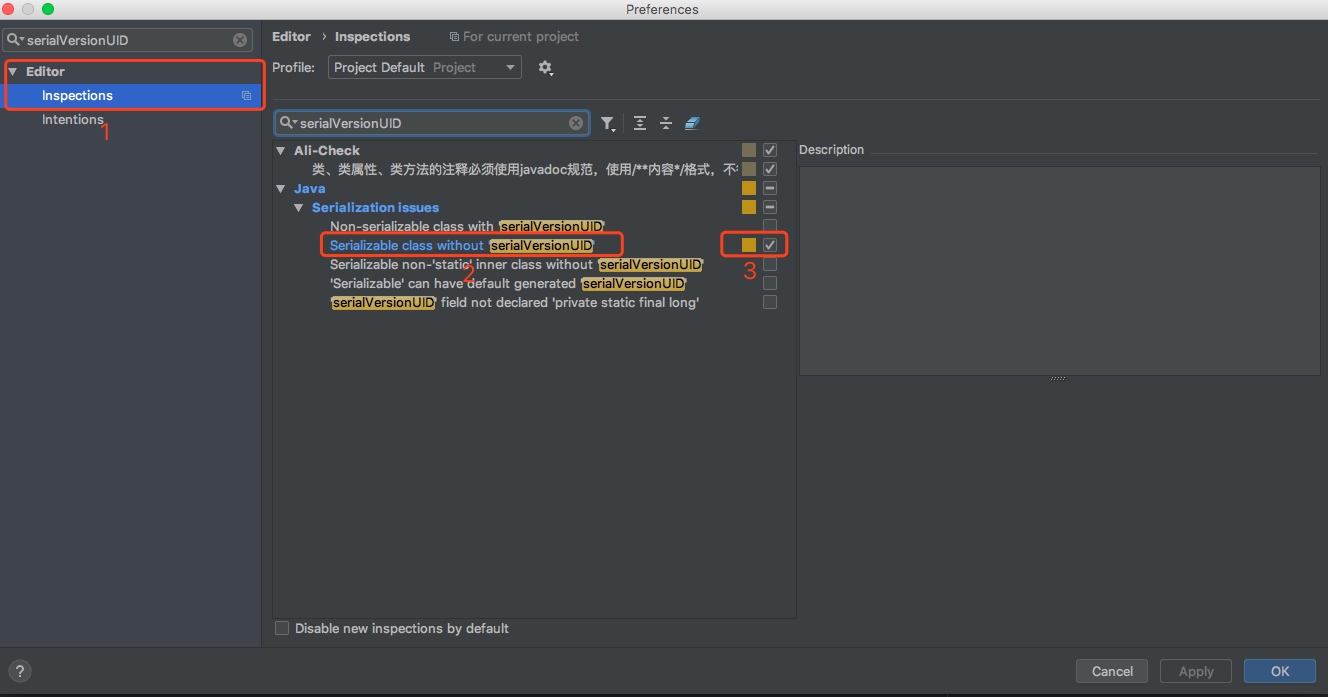 Preferences
serialVersionUID
Editor
Inspections
Intentions
1
Editor › Inspections For current project
Profile: Project Default Project
serialVersionUID
Ali-Check
类、类属性、类方法的注释必须使用javadoc规范，使用/**内容*/格式，不
Java
Serialization issues
Non-serializable class with 'serialVersionUID'
Serializable class without 'serialVersionUID'
Serializable non-'static' inner class without 'serialVersionUID'
2
3
'Serializable' can have default generated 'serialVersionUID'
'serialVersionUID' field not declared 'private static final long'
Description
Disable new inspections by default
?
Cancel
Apply
OK